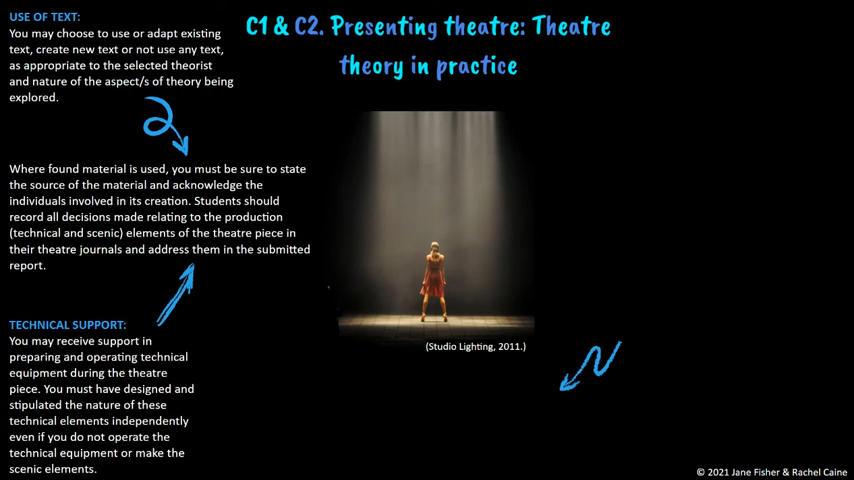 USE OF TEXT:
You may choose to use or adapt existing
text, create new text or not use any text,
as appropriate to the selected theorist
and nature of the aspect/s of theory being
explored.
C1 & C2. Presenting theatre: Theatre
theory in practice
Where found material is used, you must be sure to state
the source of the material and acknowledge the
individuals involved in its creation. Students should
record all decisions made relating to the production
(technical and scenic) elements of the theatre piece in
their theatre journals and address them in the submitted
report.
(Studio Lighting, 2011.)
TECHNICAL SUPPORT:
You may receive support in
preparing and operating technical
equipment during the theatre
piece. You must have designed and
stipulated the nature of these
technical elements independently
even if you do not operate the
technical equipment or make the
scenic elements.
© 2021 Jane Fisher & Rachel Caine